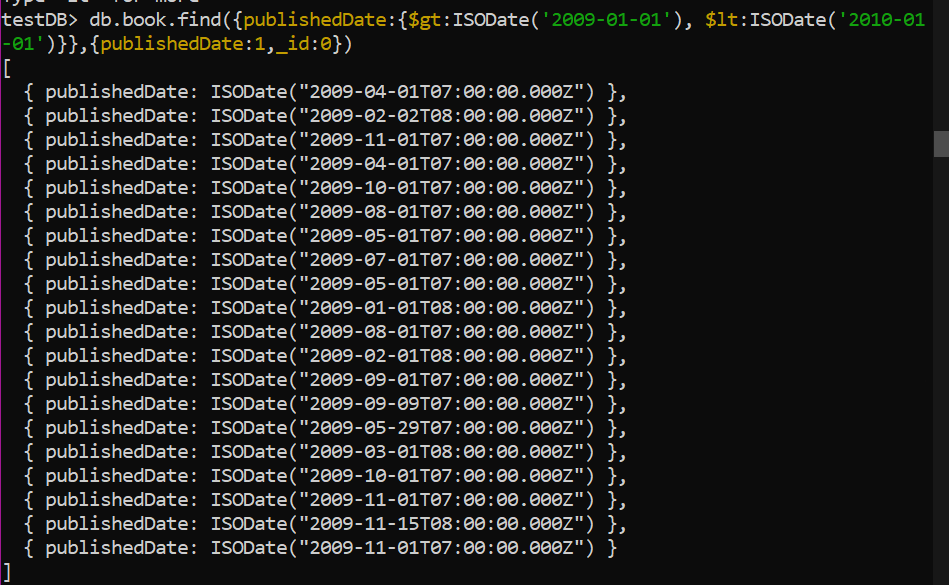 testDB> db.book.find({publishedDate:{$gt:ISODate('2009-01-01'), $lt:ISODate('2010-01
-01')}},{publishedDate:1,_id:0})
[
{ publishedDate: ISODate("2009-04-01T07:00:00.000Z") },
{ publishedDate: ISODate("2009-02-02T08:00:00.000Z") },
{ publishedDate: ISODate("2009-11-01T07:00:00.000Z") },
{ publishedDate: ISODate("2009-04-01T07:00:00.000Z") },
{ publishedDate: ISODate("2009-10-01T07:00:00.000Z") },
{ publishedDate: ISODate("2009-08-01T07:00:00.000Z") },
{ publishedDate: ISODate("2009-05-01T07:00:00.000Z") },
{ publishedDate: ISODate("2009-07-01T07:00:00.000Z") },
{ publishedDate: ISODate("2009-05-01T07:00:00.000Z") },
{ publishedDate: ISODate("2009-01-01T08:00:00.000Z") },
{ publishedDate: ISODate("2009-08-01T07:00:00.000Z") },
{ publishedDate: ISODate("2009-02-01T08:00:00.000Z") },
{ publishedDate: ISODate("2009-09-01T07:00:00.000Z") },
{ publishedDate: ISODate("2009-09-09T07:00:00.000Z") },
{ publishedDate: ISODate("2009-05-29T07:00:00.000Z") },
{ publishedDate: ISODate("2009-03-01T08:00:00.000Z") },
{ publishedDate: ISODate("2009-10-01T07:00:00.000Z") },
{ publishedDate: ISODate("2009-11-01T07:00:00.000Z") },
{ publishedDate: ISODate("2009-11-15T08:00:00.000Z") },
{ publishedDate: ISODate("2009-11-01T07:00:00.000Z") }
]